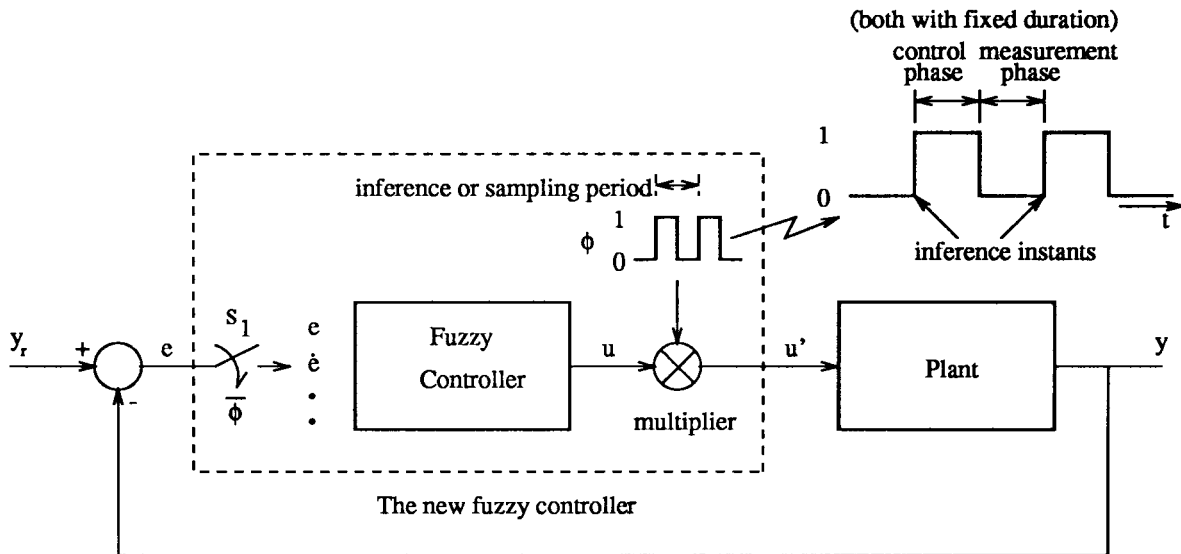 (both with fixed duration)
control measurement
phase phase
1
0
t
inference instants
inference or sampling period
ϕ
1
0
y_r
+
-
e
S_1
ϕ̅
e
ė
Fuzzy
Controller
u
multiplier
u'
Plant
y
The new fuzzy controller